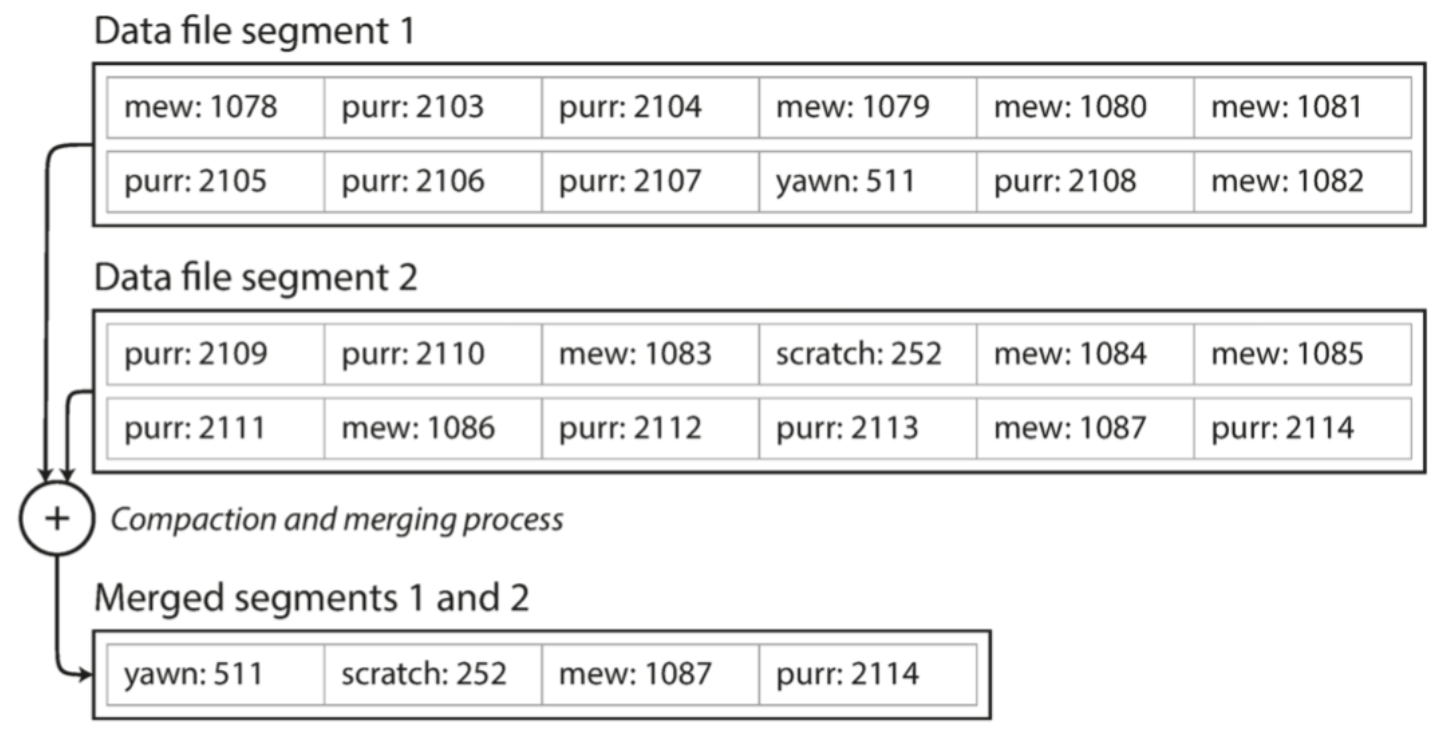 Data file segment 1
mew: 1078 purr: 2103 purr: 2104 mew: 1079 mew: 1080 mew: 1081
purr: 2105 purr: 2106 purr: 2107 yawn: 511 purr: 2108 mew: 1082
Data file segment 2
purr: 2109 purr: 2110 mew: 1083 scratch: 252 mew: 1084 mew: 1085
purr: 2111 mew: 1086 purr: 2112 purr: 2113 mew: 1087 purr: 2114
+ Compaction and merging process
Merged segments 1 and 2
yawn: 511 scratch: 252 mew: 1087 purr: 2114